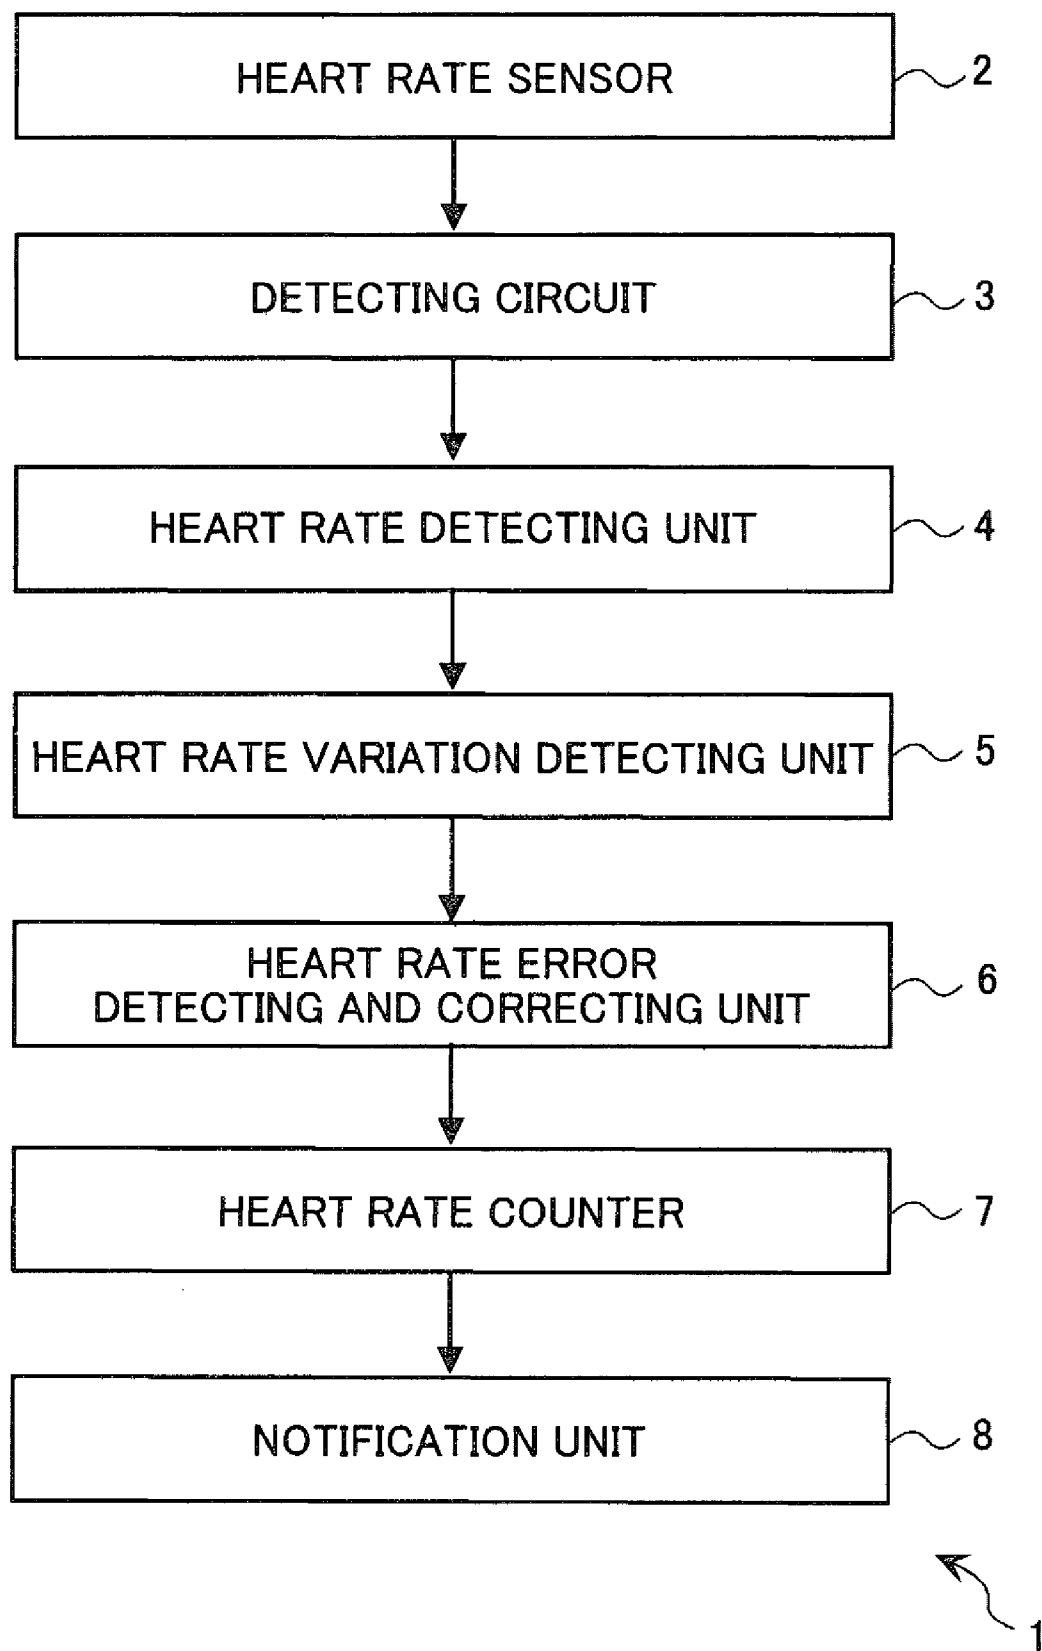 HEART RATE SENSOR
2
DETECTING CIRCUIT
3
HEART RATE DETECTING UNIT
4
HEART RATE VARIATION DETECTING UNIT
5
HEART RATE ERROR
DETECTING AND CORRECTING UNIT
6
HEART RATE COUNTER
7
NOTIFICATION UNIT
8
1